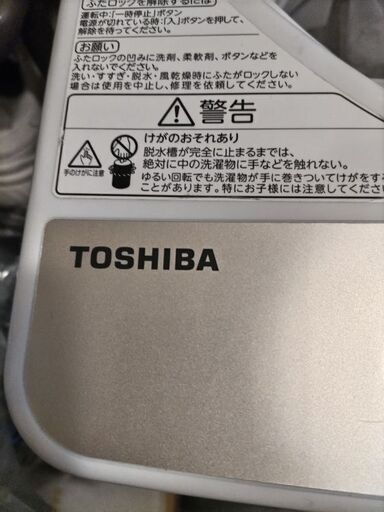 ふたロックを解除するには
運転中:「一時停止」ボタン
電源が切れている時:「入」ボタンを押して、
解除を待ってください。
お願い
ふたロックの凹みに洗剤、柔軟剤、ボタンなどを
入れないでください。
洗い・すすぎ・脱水・風乾燥時にふたがロックしない
場合は使用を中止し、修理を依頼してください。
警告
けがのおそれあり
脱水槽が完全に止まるまでは、
絶対に中の洗濯物に手などを触れない。
ゆるい回転でも洗濯物が手に巻きついてけがをする
ことがあります。特にお子様には注意してください
手のけがに注意
TOSHIBA